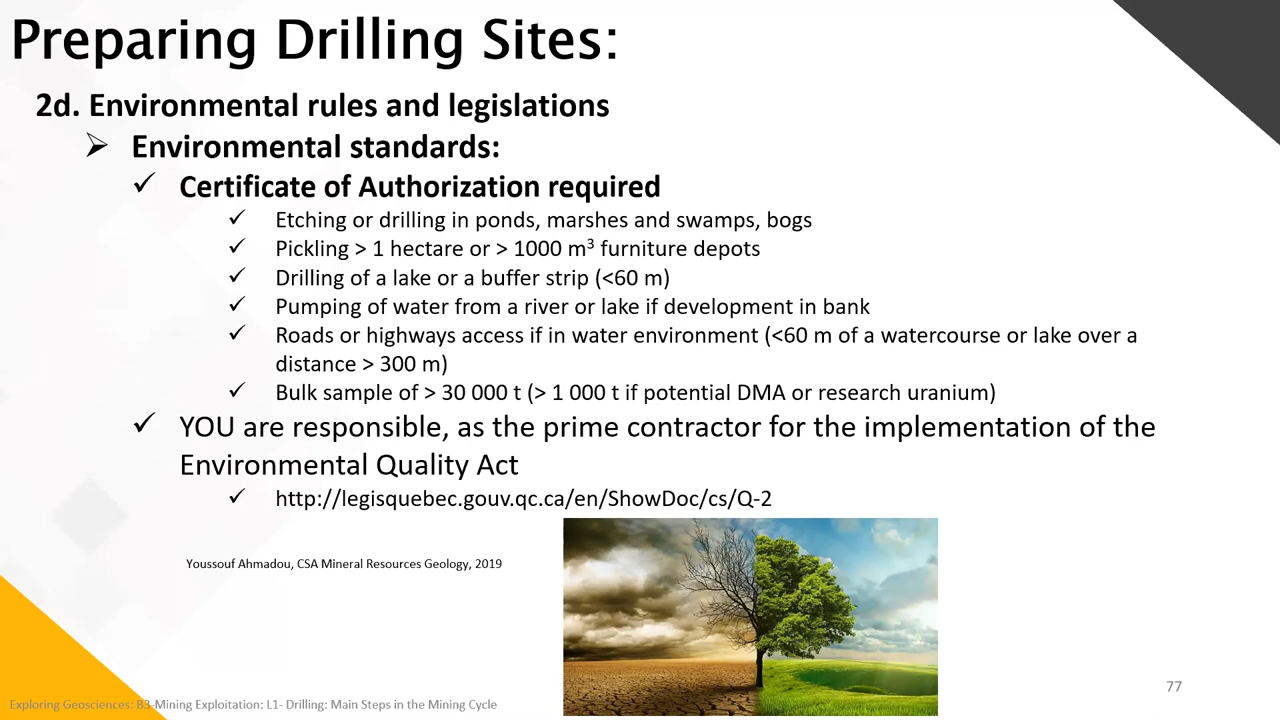 Preparing Drilling Sites:
2d. Environmental rules and legislations
➢ Environmental standards:
✓ Certificate of Authorization required
✓ Etching or drilling in ponds, marshes and swamps, bogs
✓ Pickling > 1 hectare or > 1000 m³ furniture depots
✓ Drilling of a lake or a buffer strip (<60 m)
✓ Pumping of water from a river or lake if development in bank
✓ Roads or highways access if in water environment (<60 m of a watercourse or lake over a
distance > 300 m)
✓ Bulk sample of > 30 000 t (> 1 000 t if potential DMA or research uranium)
✓ YOU are responsible, as the prime contractor for the implementation of the
Environmental Quality Act
✓ http://legisquebec.gouv.qc.ca/en/ShowDoc/cs/Q-2
Youssouf Ahmadou, CSA Mineral Resources Geology, 2019
77
Exploring Geosciences: B3-Mining Exploitation: L1- Drilling: Main Steps in the Mining Cycle